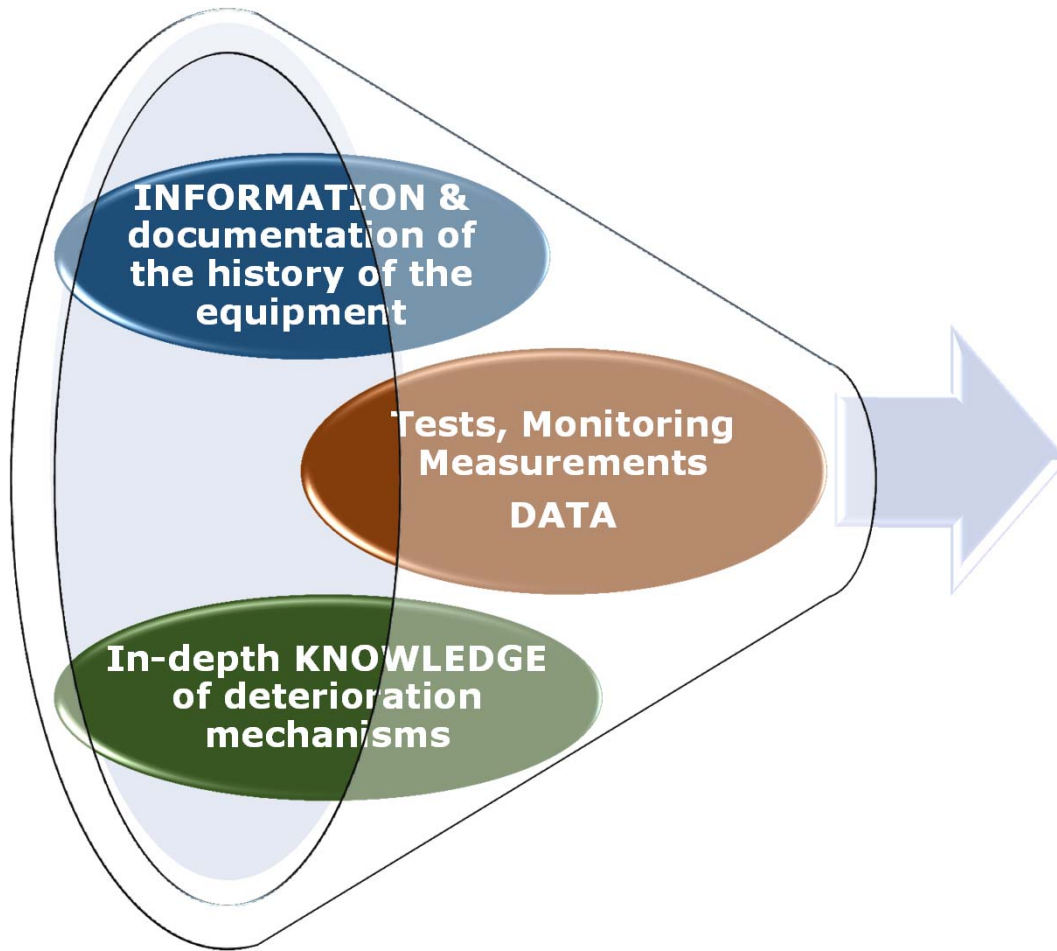 INFORMATION &
documentation of
the history of the
equipment
Tests, Monitoring
Measurements
DATA
In-depth KNOWLEDGE
of deterioration
mechanisms